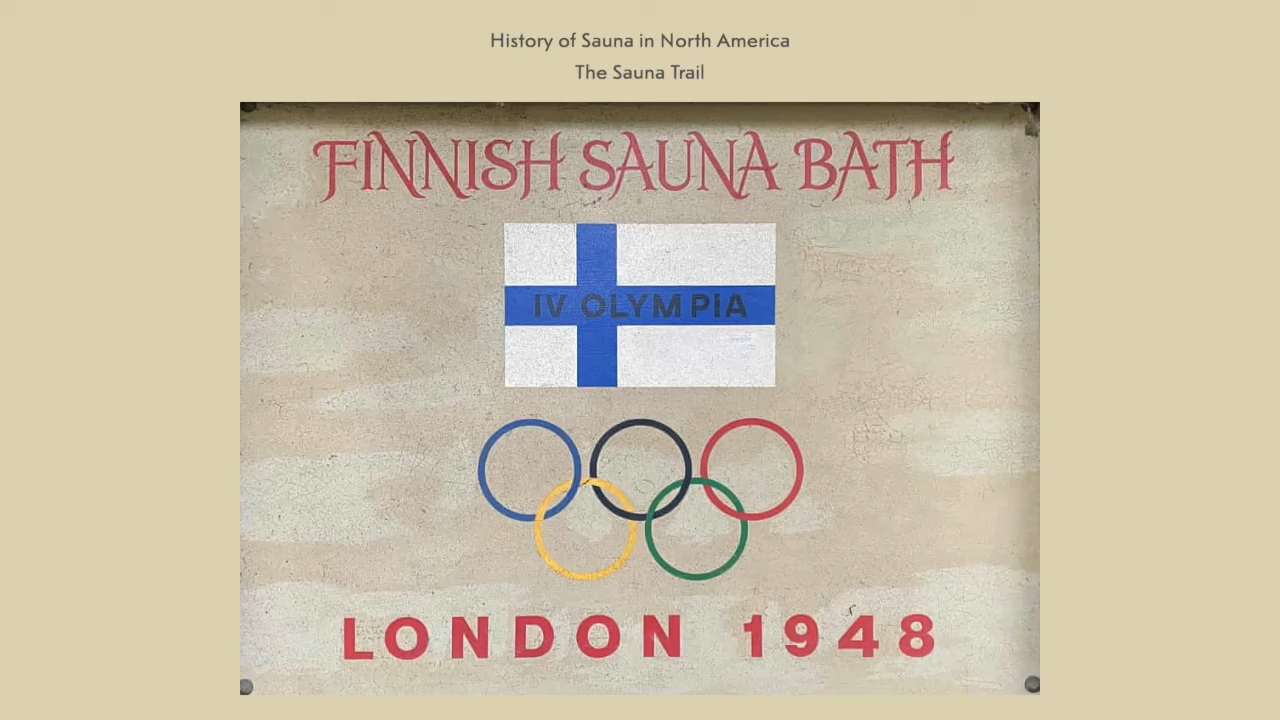 History of Sauna in North America
The Sauna Trail
FINNISH SAUNA BATH
IV OLYMPIA
LONDON 1948